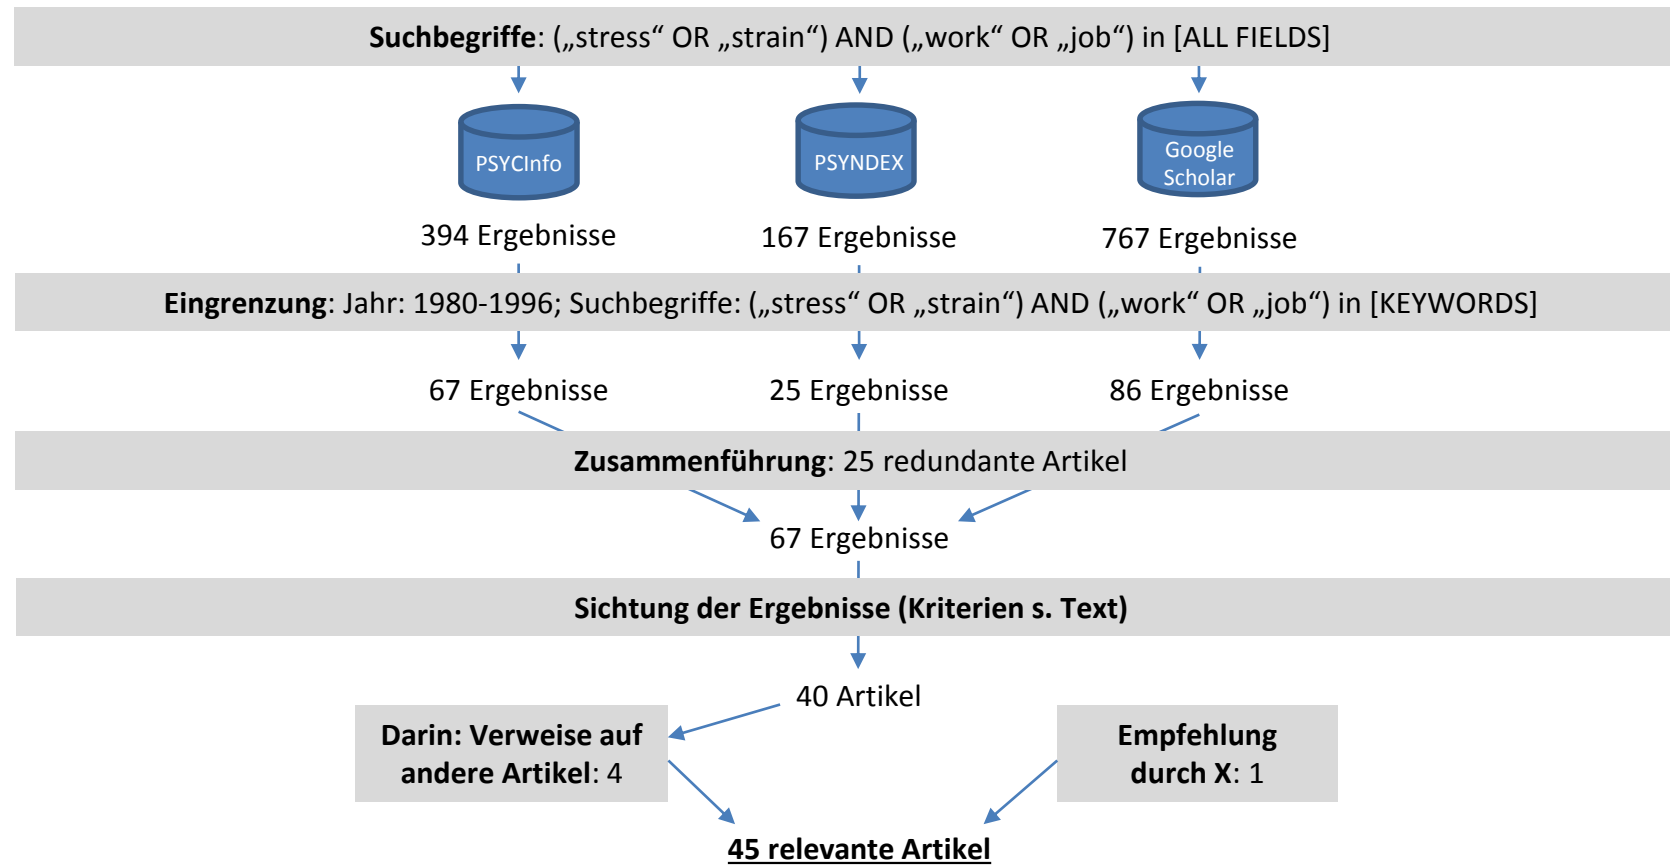 Suchbegriffe: („stress“ OR „strain“) AND („work“ OR „job“) in [ALL FIELDS]
PSYCInfo
PSYNDEX
Google
Scholar
394 Ergebnisse
167 Ergebnisse
767 Ergebnisse
Eingrenzung: Jahr: 1980-1996; Suchbegriffe: („stress“ OR „strain“) AND („work“ OR „job“) in [KEYWORDS]
67 Ergebnisse
25 Ergebnisse
86 Ergebnisse
Zusammenführung: 25 redundante Artikel
67 Ergebnisse
Sichtung der Ergebnisse (Kriterien s. Text)
40 Artikel
Darin: Verweise auf
andere Artikel: 4
Empfehlung
durch X: 1
45 relevante Artikel